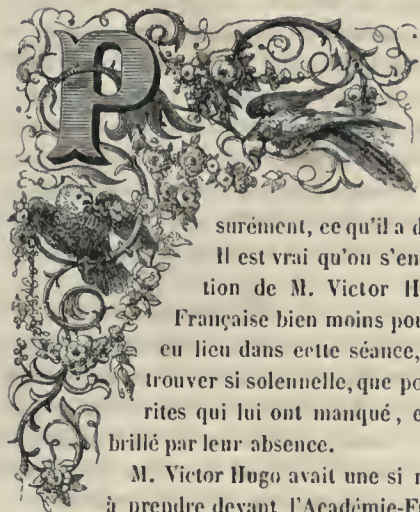 P
surément, ce qu'il a d
Il est vrai qu'on s'en
tion de M. Victor H
Française bien moins pou
eu lieu dans cette séance,
trouver si solennelle, que po
rites qui lui ont manqué, e
brillé par leur absence.
M. Victor Hugo avait une si
à prendre devant l'Académie-F